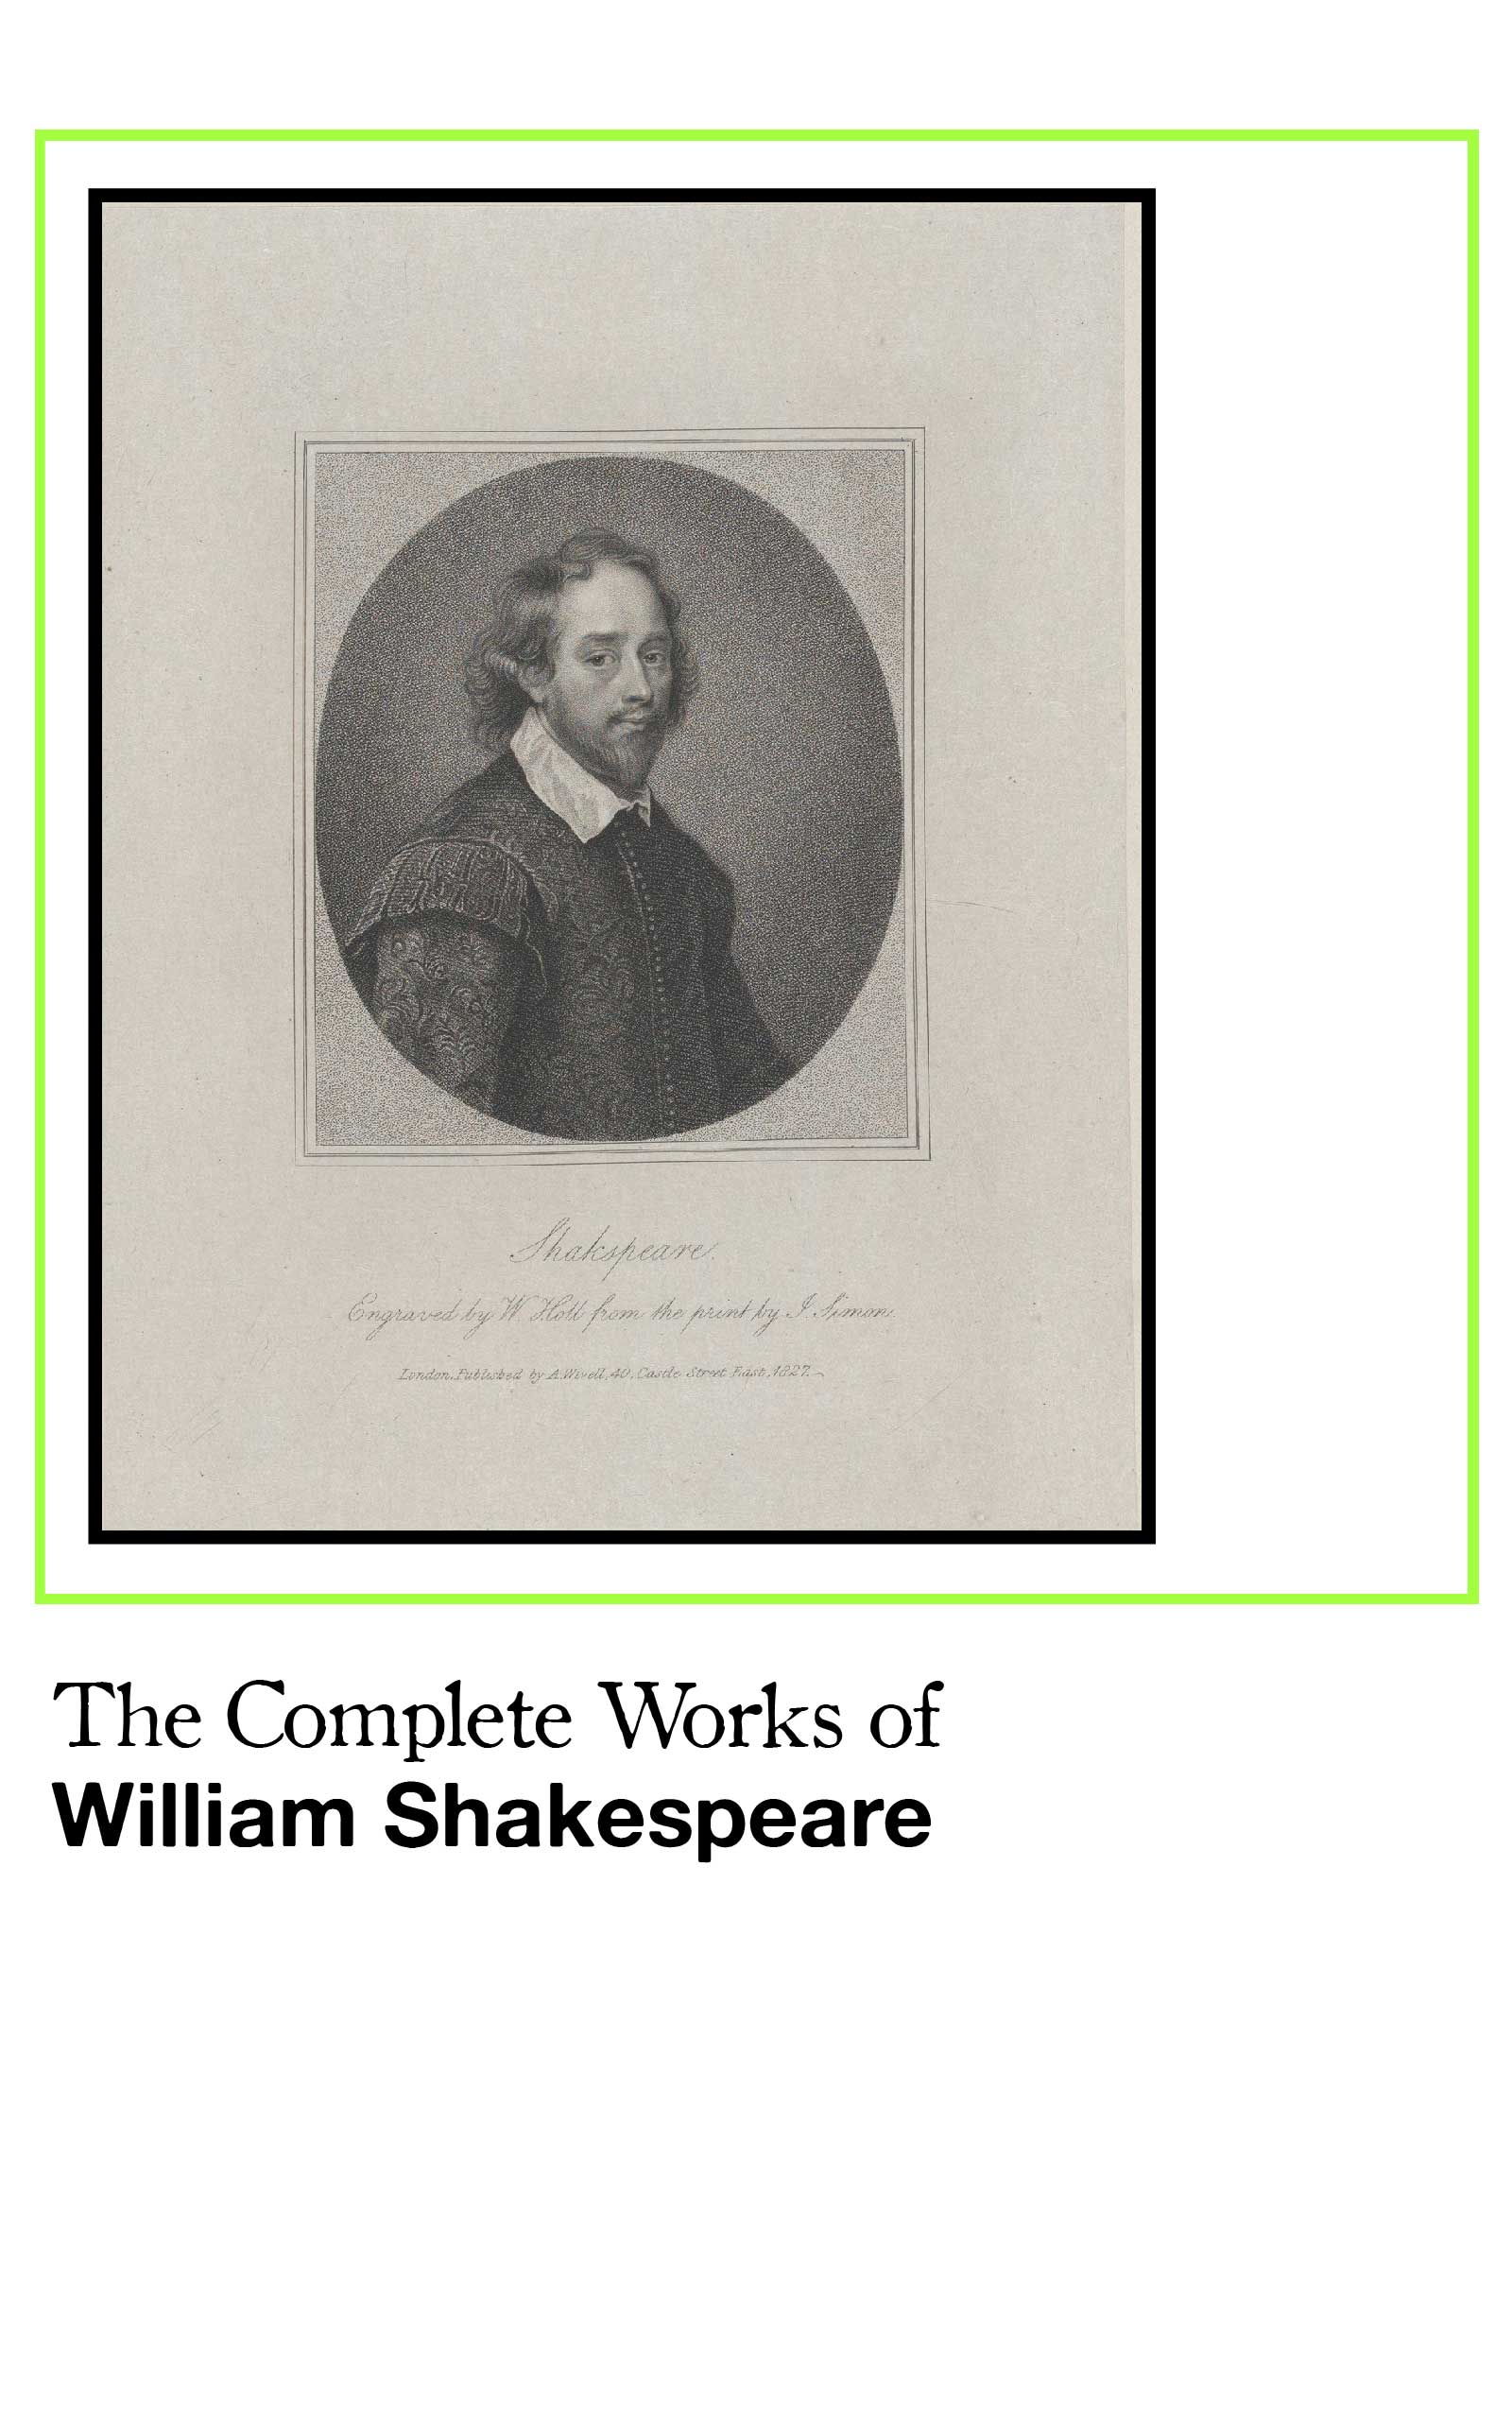 Shakspeare.
Engraved by W. Holl from the print by J. Simon.
London. Published by A. Wivell, 40, Castle Street East, 1827.
The Complete Works of
William Shakespeare